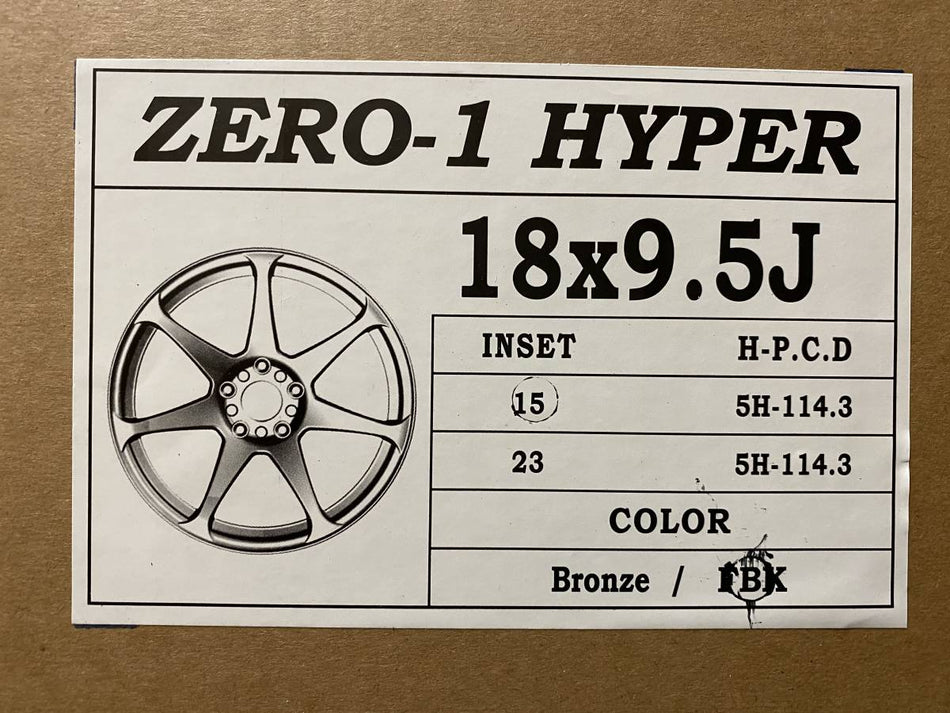 ZERO-1 HYPER
18x9.5J
INSET H-P.C.D
15 5H-114.3
23 5H-114.3
COLOR
Bronze / FBK